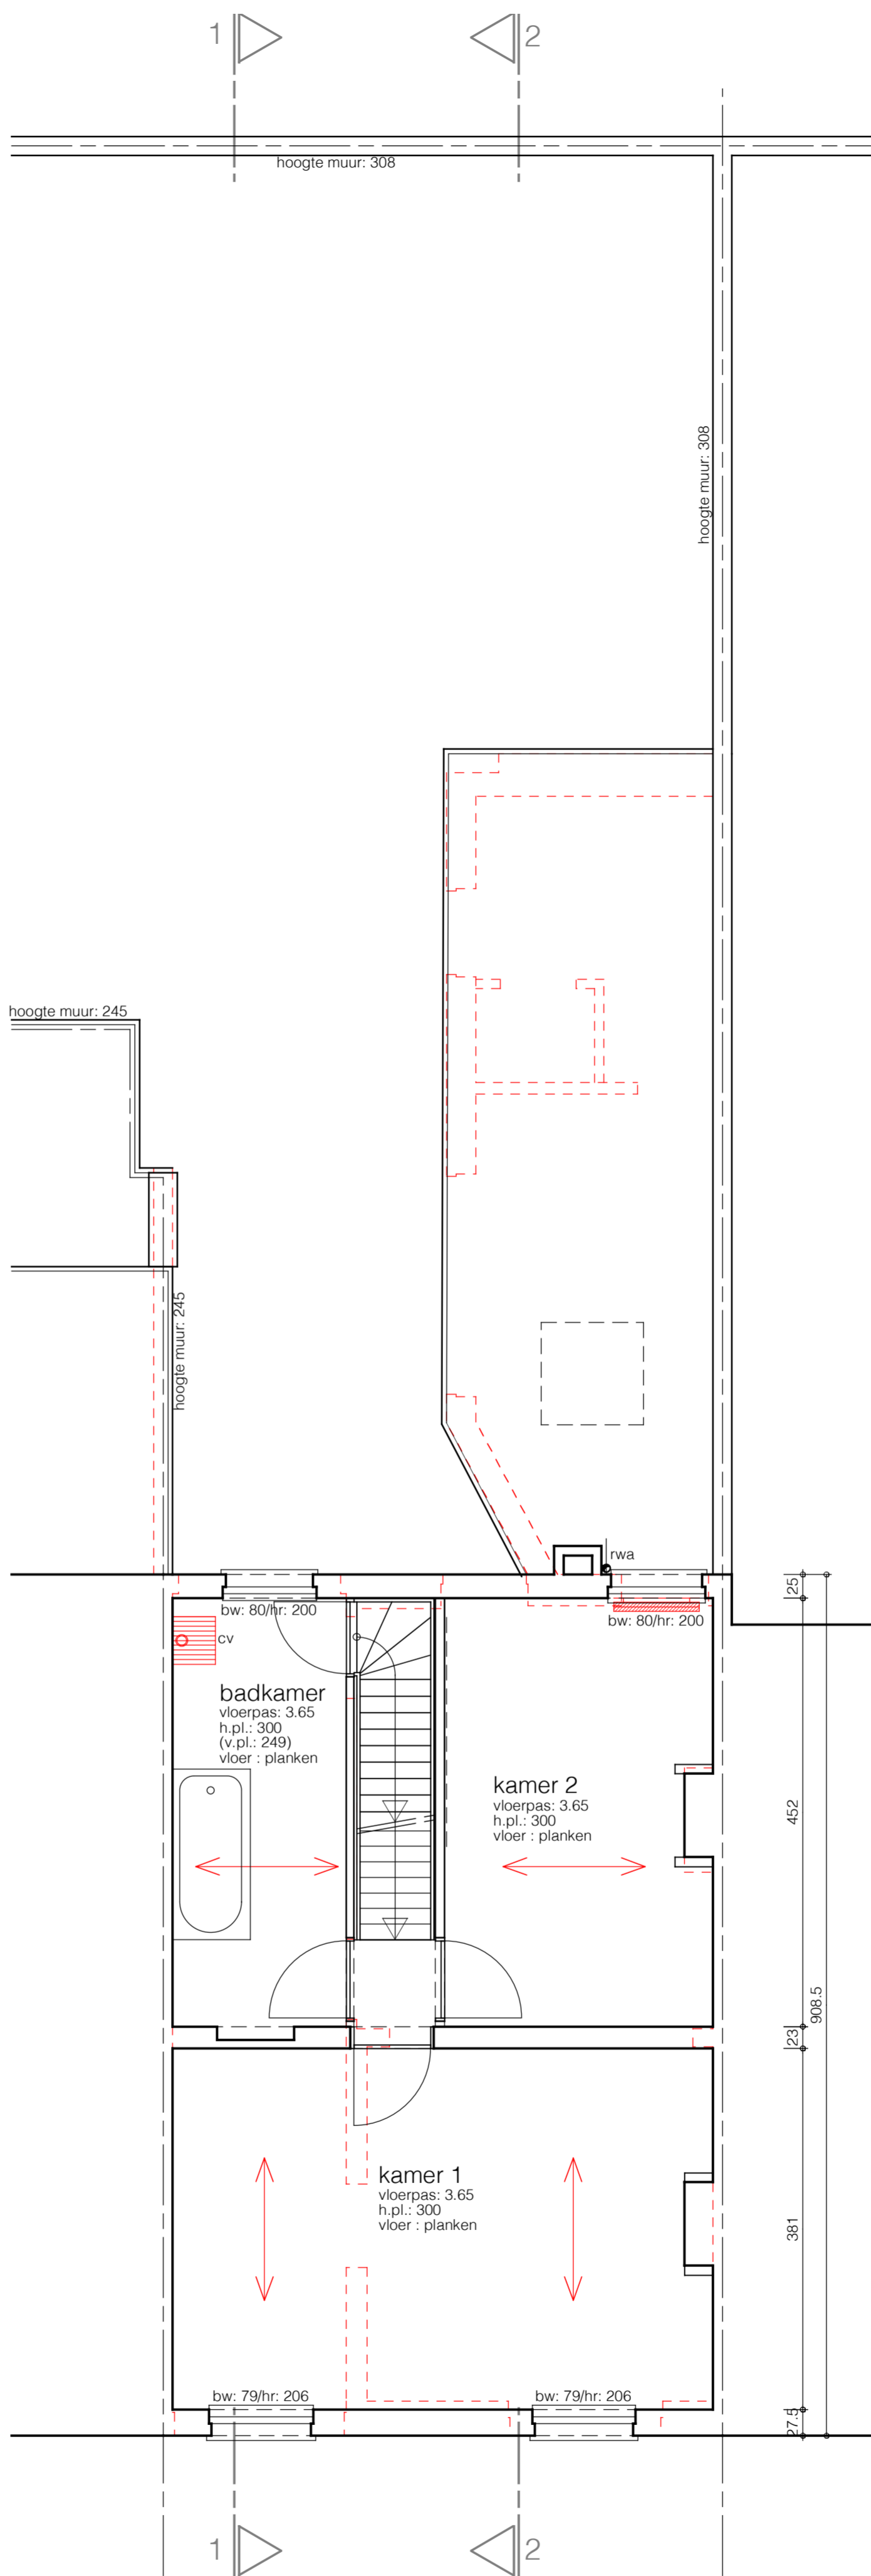 1
2
hoogte muur: 308
hoogte muur: 308
hoogte muur: 245
hoogte muur: 245
rwa
25
bw: 80/hr: 200
bw: 80/hr: 200
cv
badkamer
vloerpas: 3.65
h.pl.: 300
(v.pl.: 249)
vloer : planken
kamer 2
vloerpas: 3.65
h.pl.: 300
vloer : planken
452
908.5
23
kamer 1
vloerpas: 3.65
h.pl.: 300
vloer : planken
381
bw: 79/hr: 206
bw: 79/hr: 206
27.5
1
2